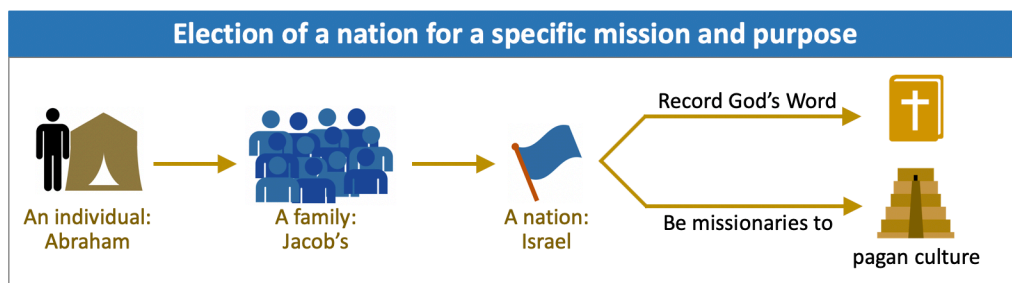 Election of a nation for a specific mission and purpose
Record God's Word
An individual:
Abraham
A family:
Jacob's
A nation:
Israel
Be missionaries to
pagan culture